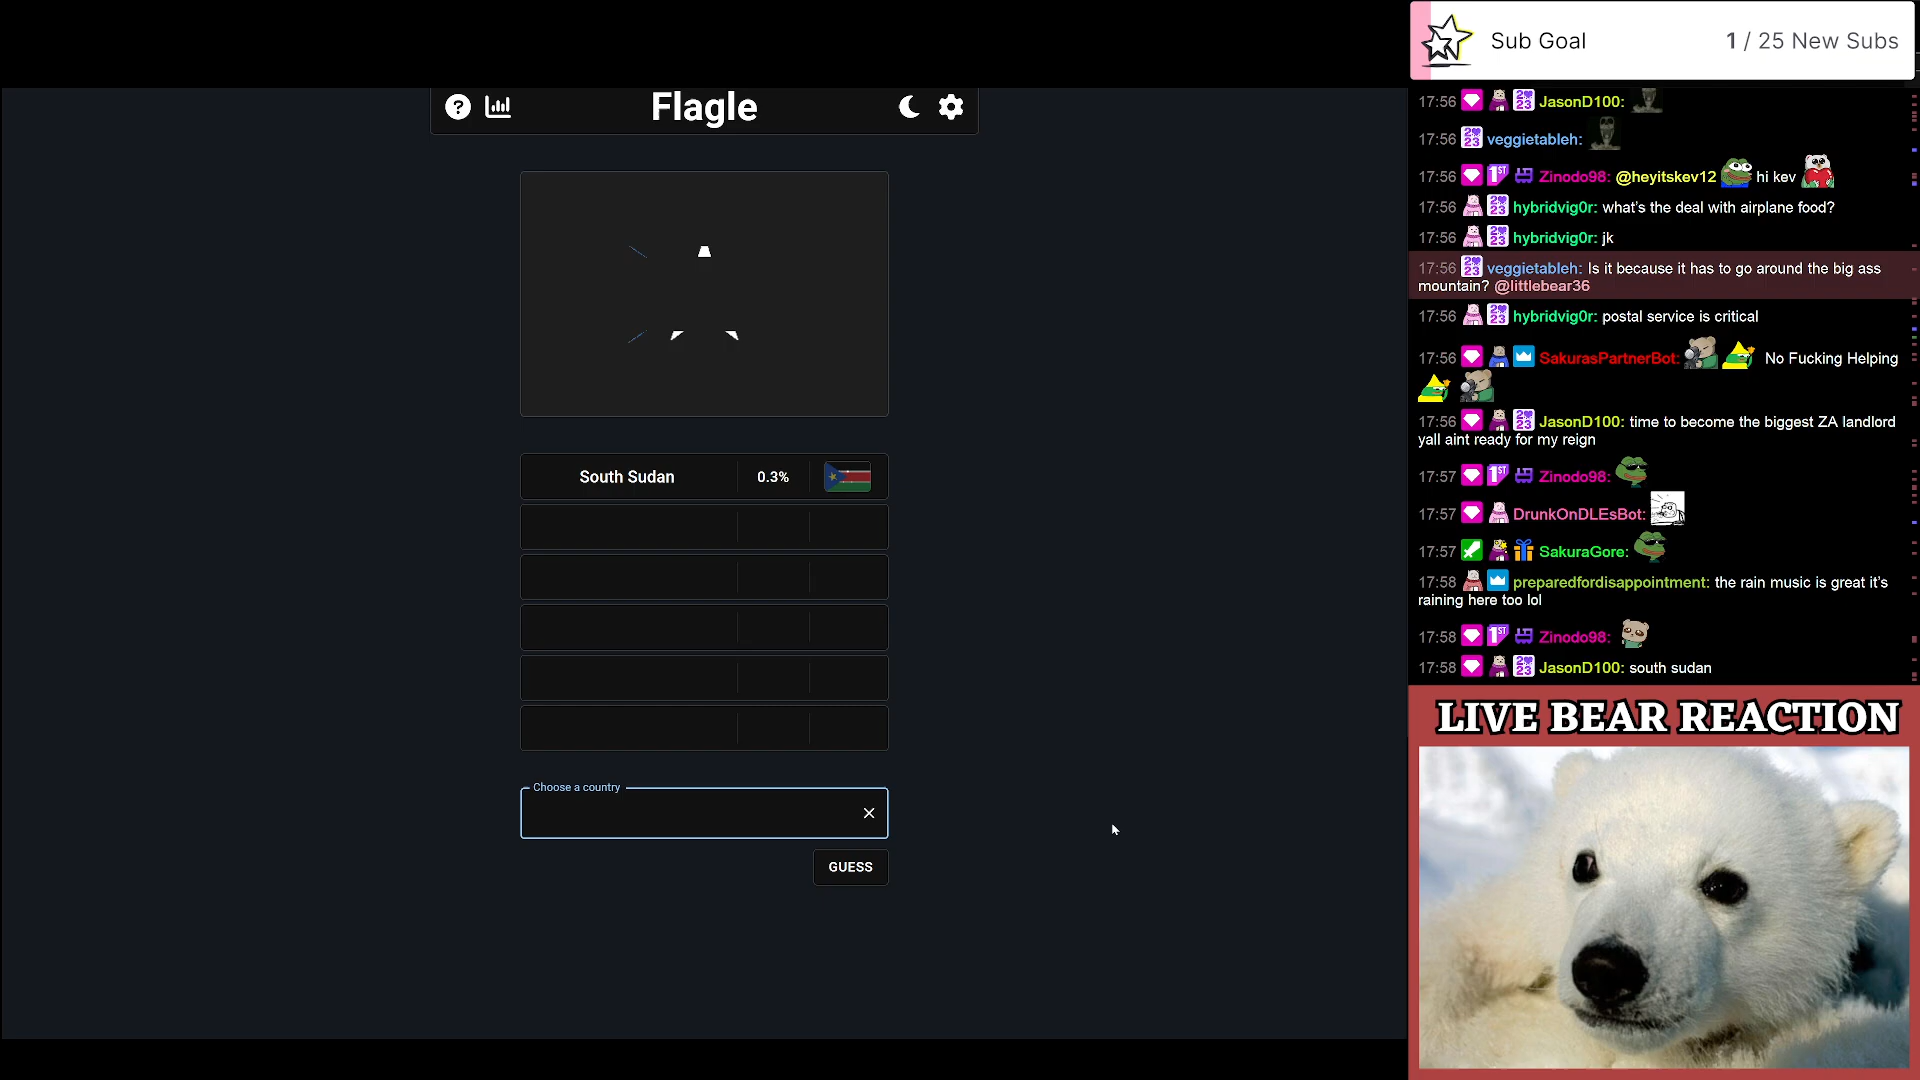 Sub Goal 1 / 25 New Subs
Flagle
South Sudan 0.3%
Choose a country
GUESS
17:56 JasonD100:
17:56 veggietableh:
17:56 Zinodo98: @heyitskev12 hi kev
17:56 hybridvig0r: what's the deal with airplane food?
17:56 hybridvig0r: jk
17:56 veggietableh: Is it because it has to go around the big ass
mountain? @littlebear36
17:56 hybridvig0r: postal service is critical
17:56 SakurasPartnerBot: No Fucking Helping
17:56 JasonD100: time to become the biggest ZA landlord
yall aint ready for my reign
17:57 Zinodo98:
17:57 DrunkOnDLEsBot:
17:57 SakuraGore:
17:58 preparedfordisappointment: the rain music is great it's
raining here too lol
17:58 Zinodo98:
17:58 JasonD100: south sudan
LIVE BEAR REACTION